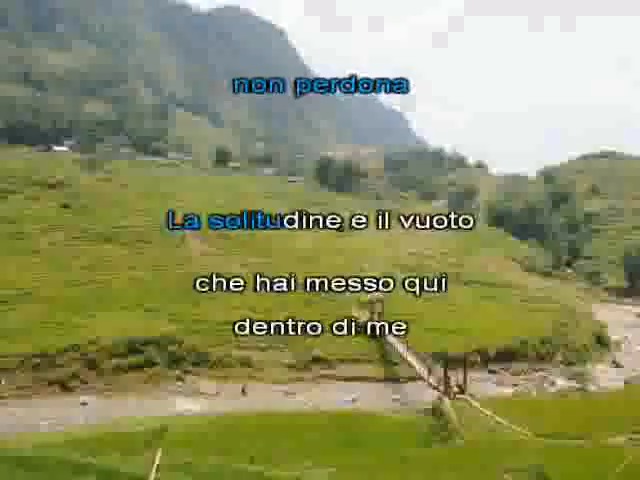 non perdona
La solitudine e il vuoto
che hai messo qui
dentro di me